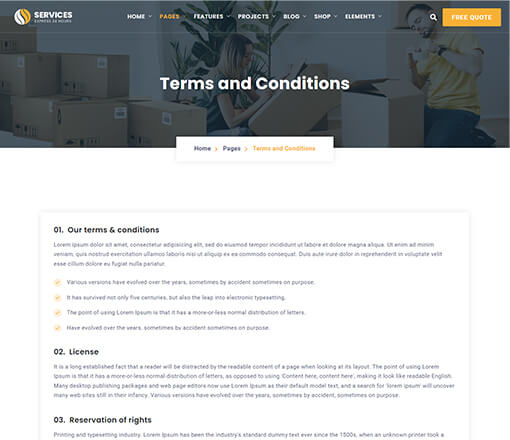 SERVICES
EXPRESS 24 HOURS
HOME PAGES FEATURES PROJECTS BLOG SHOP ELEMENTS
FREE QUOTE
Terms and Conditions
Home Pages Terms and Conditions
01. Our terms & conditions
Lorem ipsum dolor sit amet, consectetur adipisicing elit, sed do eiusmod tempor incididunt ut labore et dolore magna aliqua. Ut enim ad minim
veniam, quis nostrud exercitation ullamco laboris nisi ut aliquip ex ea commodo consequat. Duis aute irure dolor in reprehenderit in voluptate velit
esse cillum dolore eu fugiat nulla pariatur.
Various versions have evolved over the years, sometimes by accident sometimes on purpose.
It has survived not only five centuries, but also the leap into electronic typesetting.
The point of using Lorem Ipsum is that it has a more-or-less normal distribution of letters.
Have evolved over the years, sometimes by accident sometimes on purpose.
02. License
It is a long established fact that a reader will be distracted by the readable content of a page when looking at its layout. The point of using Lorem
Ipsum is that it has a more-or-less normal distribution of letters, as opposed to using 'Content here, content here', making it look like readable English.
Many desktop publishing packages and web page editors now use Lorem Ipsum as their default model text, and a search for 'lorem ipsum' will uncover
many web sites still in their infancy. Various versions have evolved over the years, sometimes by accident, sometimes on purpose.
03. Reservation of rights
Printing and typesetting industry. Lorem Ipsum has been the industry's standard dummy text ever since the 1500s, when an unknown printer took a